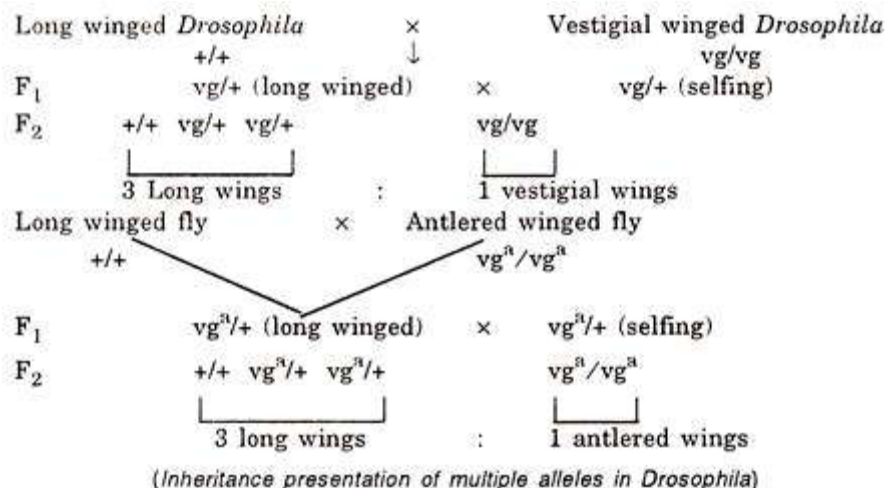 Long winged Drosophila × Vestigial winged Drosophila
+/+ ↓ vg/vg
F₁ vg/+ (long winged) × vg/+ (selfing)
F₂ +/+ vg/+ vg/+ vg/vg
3 Long wings : 1 vestigial wings
Long winged fly × Antlered winged fly
+/+ vgᵃ/vgᵃ
F₁ vgᵃ/+ (long winged) × vgᵃ/+ (selfing)
F₂ +/+ vgᵃ/+ vgᵃ/+ vgᵃ/vgᵃ
3 long wings : 1 antlered wings
(Inheritance presentation of multiple alleles in Drosophila)